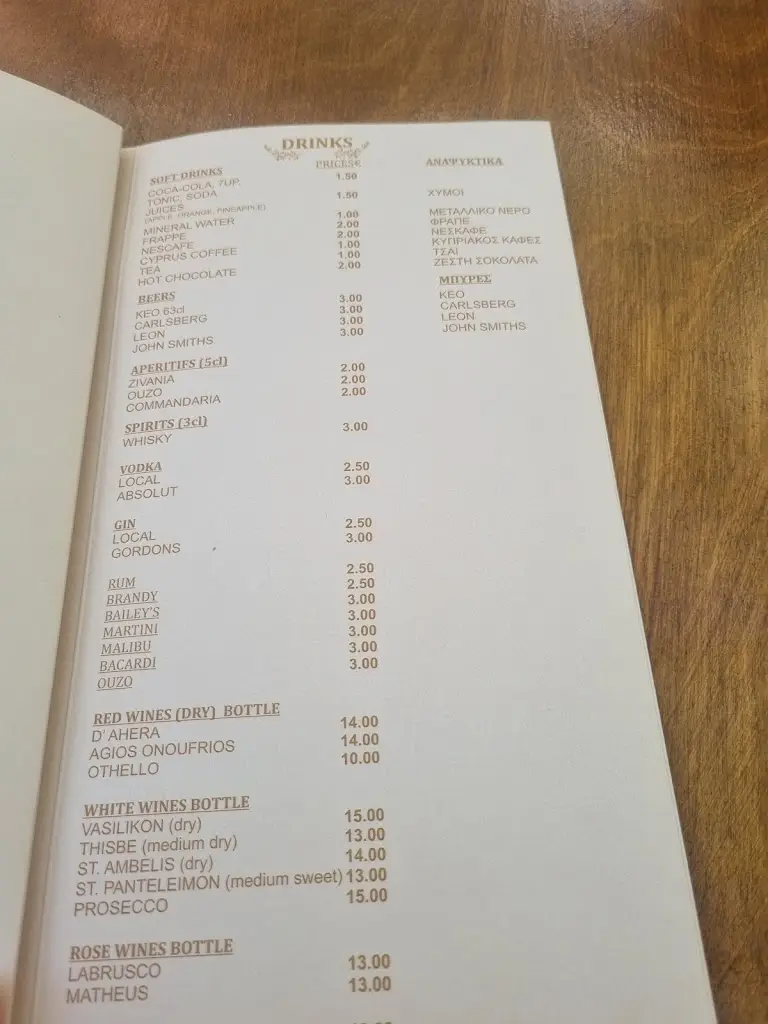 DRINKS
PRICES€
SOFT DRINKS ΑΝΑΨΥΚΤΙΚΑ
COCA-COLA, 7UP, 1.50
TONIC, SODA
JUICES 1.50 ΧΥΜΟΙ
(APPLE, ORANGE, PINEAPPLE)
MINERAL WATER 1.00 ΜΕΤΑΛΛΙΚΟ ΝΕΡΟ
FRAPPE 2.00 ΦΡΑΠΕ
NESCAFE 2.00 ΝΕΣΚΑΦΕ
CYPRUS COFFEE 1.00 ΚΥΠΡΙΑΚΟΣ ΚΑΦΕΣ
TEA 1.00 ΤΣΑΙ
HOT CHOCOLATE 2.00 ΖΕΣΤΗ ΣΟΚΟΛΑΤΑ
BEERS ΜΠΥΡΕΣ
KEO 63cl 3.00 ΚΕΟ
CARLSBERG 3.00 CARLSBERG
LEON 3.00 LEON
JOHN SMITHS 3.00 JOHN SMITHS
APERITIFS (5cl)
ZIVANIA 2.00
OUZO 2.00
COMMANDARIA 2.00
SPIRITS (3cl)
WHISKY 3.00
VODKA
LOCAL 2.50
ABSOLUT 3.00
GIN
LOCAL 2.50
GORDONS 3.00
RUM 2.50
BRANDY 2.50
BAILEY'S 3.00
MARTINI 3.00
MALIBU 3.00
BACARDI 3.00
OUZO 3.00
RED WINES (DRY) BOTTLE
D' AHERA 14.00
AGIOS ONOUFRIOS 14.00
OTHELLO 10.00
WHITE WINES BOTTLE
VASILIKON (dry) 15.00
THISBE (medium dry) 13.00
ST. AMBELIS (dry) 14.00
ST. PANTELEIMON (medium sweet) 13.00
PROSECCO 15.00
ROSE WINES BOTTLE
LABRUSCO 13.00
MATHEUS 13.00